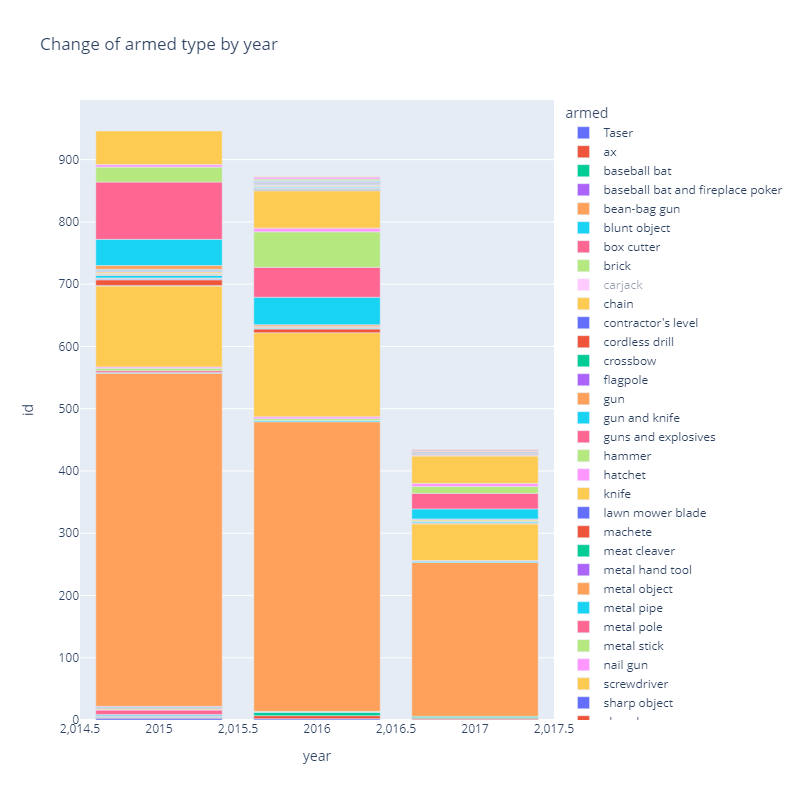 Change of armed type by year
armed
Taser
ax
baseball bat
baseball bat and fireplace poker
bean-bag gun
blunt object
box cutter
brick
carjack
chain
contractor's level
cordless drill
crossbow
flagpole
gun
gun and knife
guns and explosives
hammer
hatchet
knife
lawn mower blade
machete
meat cleaver
metal hand tool
metal object
metal pipe
metal pole
metal stick
nail gun
screwdriver
sharp object
900
800
700
600
500
400
300
200
100
0
id
2,014.5
2015
2,015.5
2016
2,016.5
2017
2,017.5
year